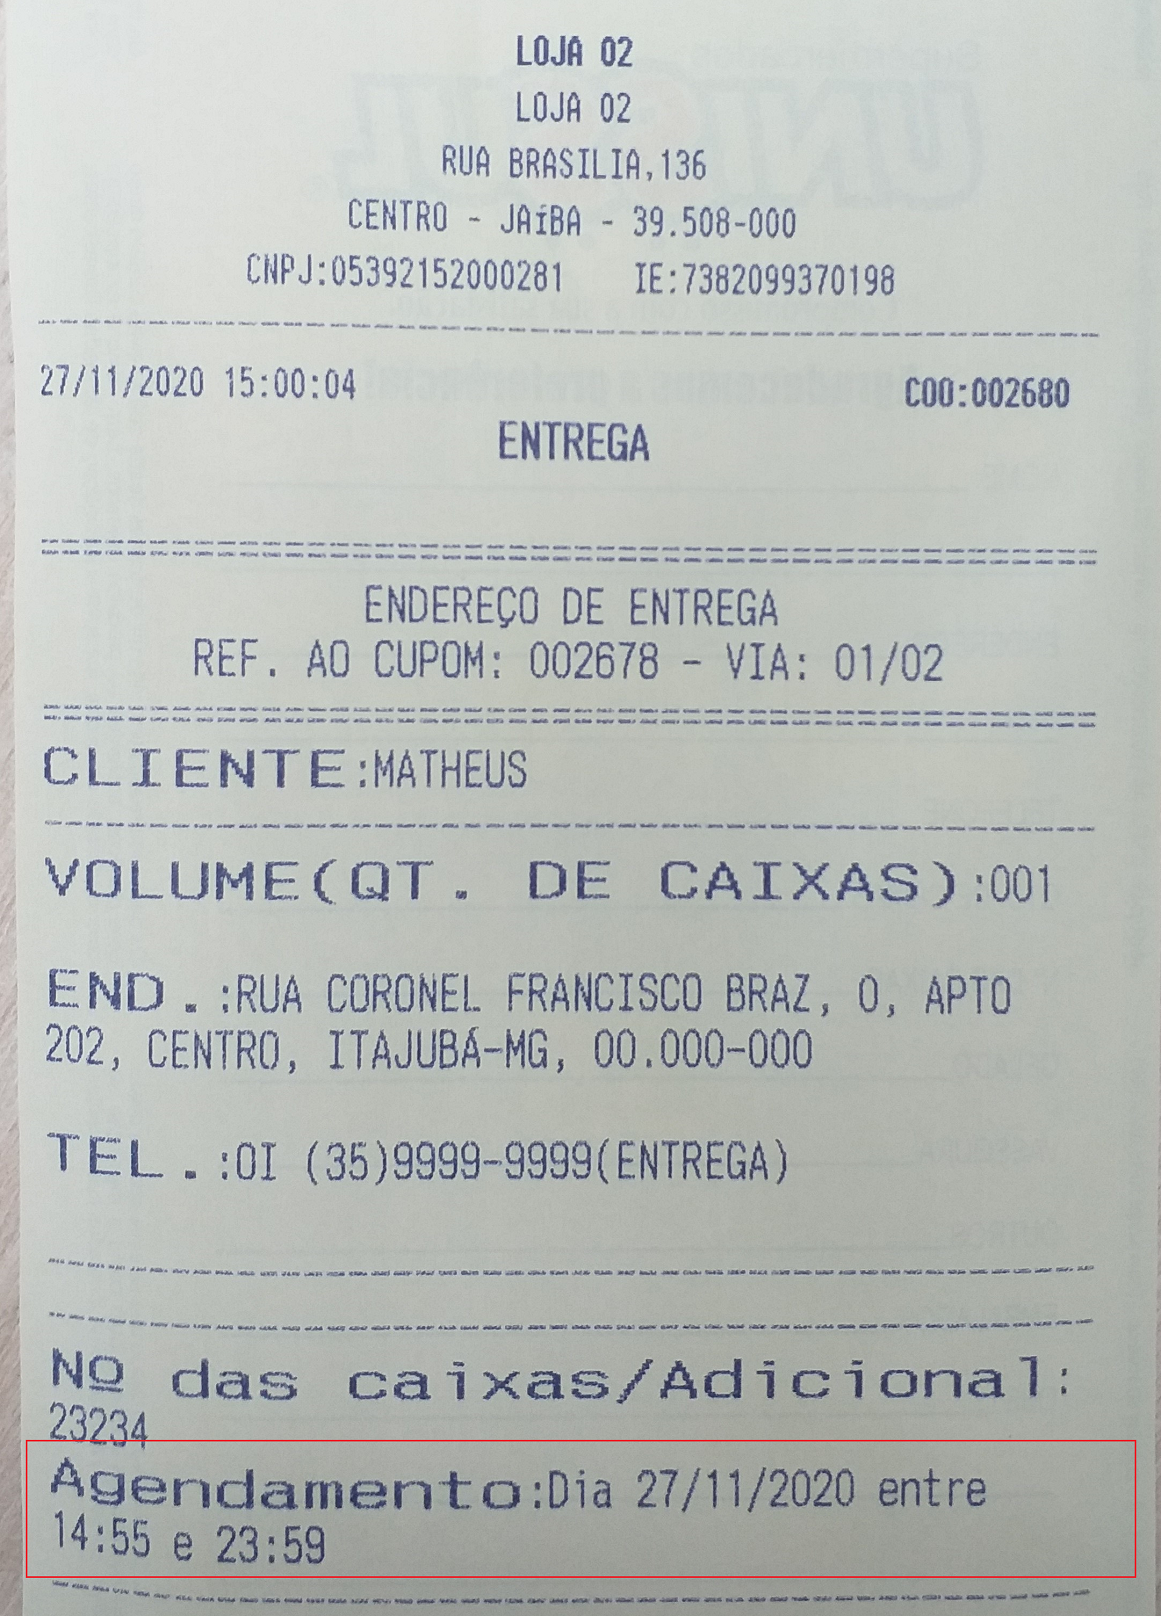 LOJA 02
LOJA 02
RUA BRASILIA,136
CENTRO - JAíBA - 39.508-000
CNPJ:05392152000281 IE:7382099370198
27/11/2020 15:00:04 COO:002680
ENTREGA
ENDEREÇO DE ENTREGA
REF. AO CUPOM: 002678 - VIA: 01/02
CLIENTE:MATHEUS
VOLUME(QT. DE CAIXAS):001
END.:RUA CORONEL FRANCISCO BRAZ, 0, APTO
202, CENTRO, ITAJUBÁ-MG, 00.000-000
TEL.:OI (35)9999-9999(ENTREGA)
Nº das caixas/Adicional:
23234
Agendamento:Dia 27/11/2020 entre
14:55 e 23:59